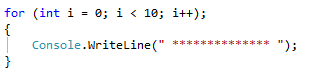 for (int i = 0; i < 10; i++);
{
Console.WriteLine(" ************** ");
}